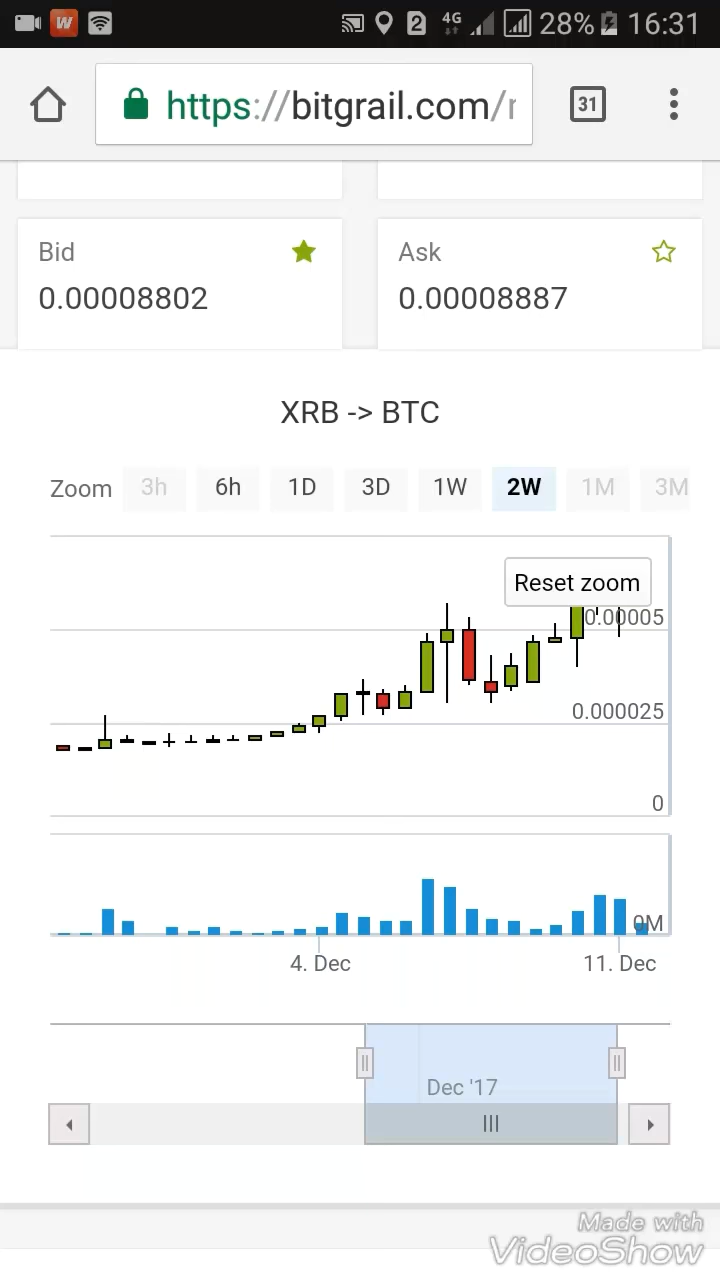 2 4G 28% 16:31
https://bitgrail.com/
31
Bid
0.00008802
Ask
0.00008887
XRB -> BTC
Zoom 3h 6h 1D 3D 1W 2W 1M 3M
Reset zoom
0.00005
0.000025
0
0M
4. Dec 11. Dec
Dec '17
Made with
VideoShow